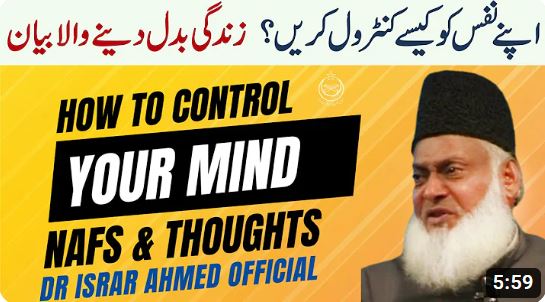 اپنے نفس کو کیسے کنٹرول کریں؟ زندگی بدل دینے والا بیان
HOW TO CONTROL
YOUR MIND
NAFS & THOUGHTS
DR ISRAR AHMED OFFICIAL
5:59